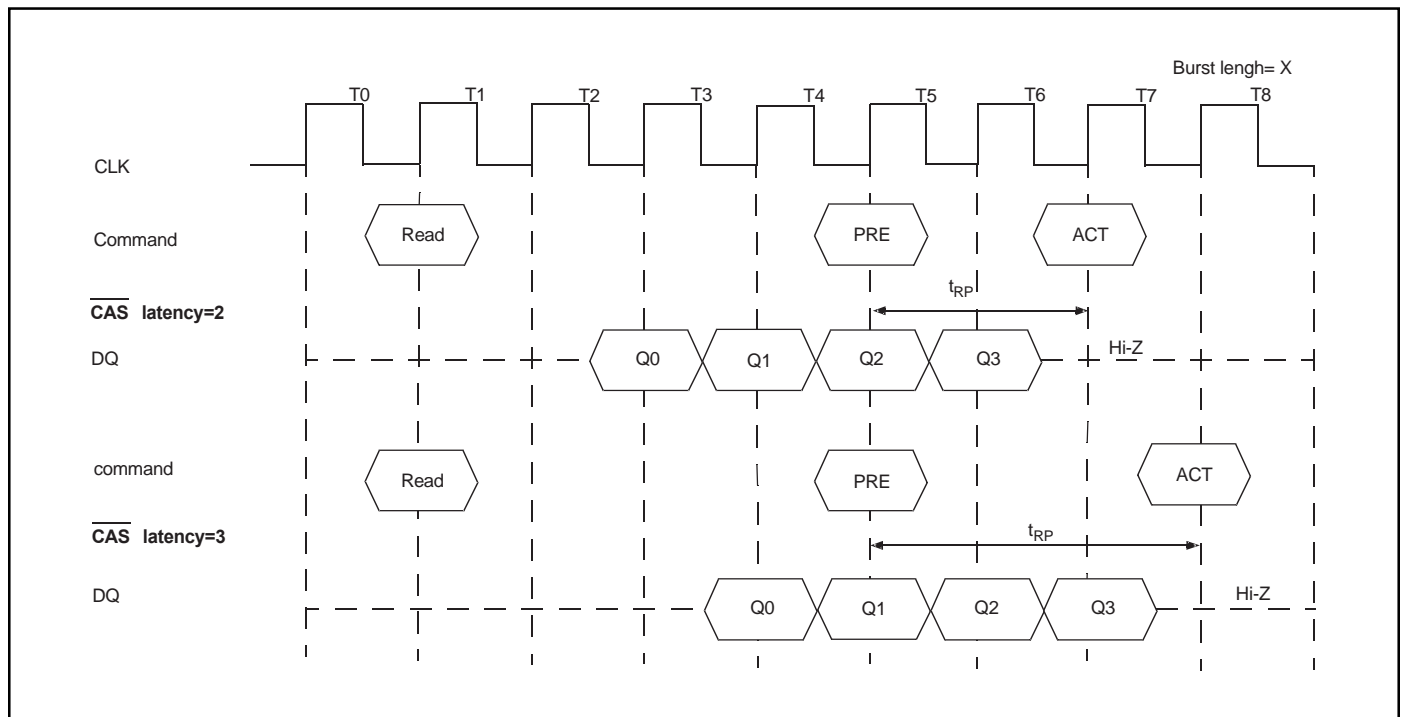 Burst lengh= X
T0 T1 T2 T3 T4 T5 T6 T7 T8
CLK
Command Read PRE ACT
tRP
CAS latency=2
DQ Q0 Q1 Q2 Q3 Hi-Z
command Read PRE ACT
CAS latency=3
tRP
DQ Q0 Q1 Q2 Q3 Hi-Z